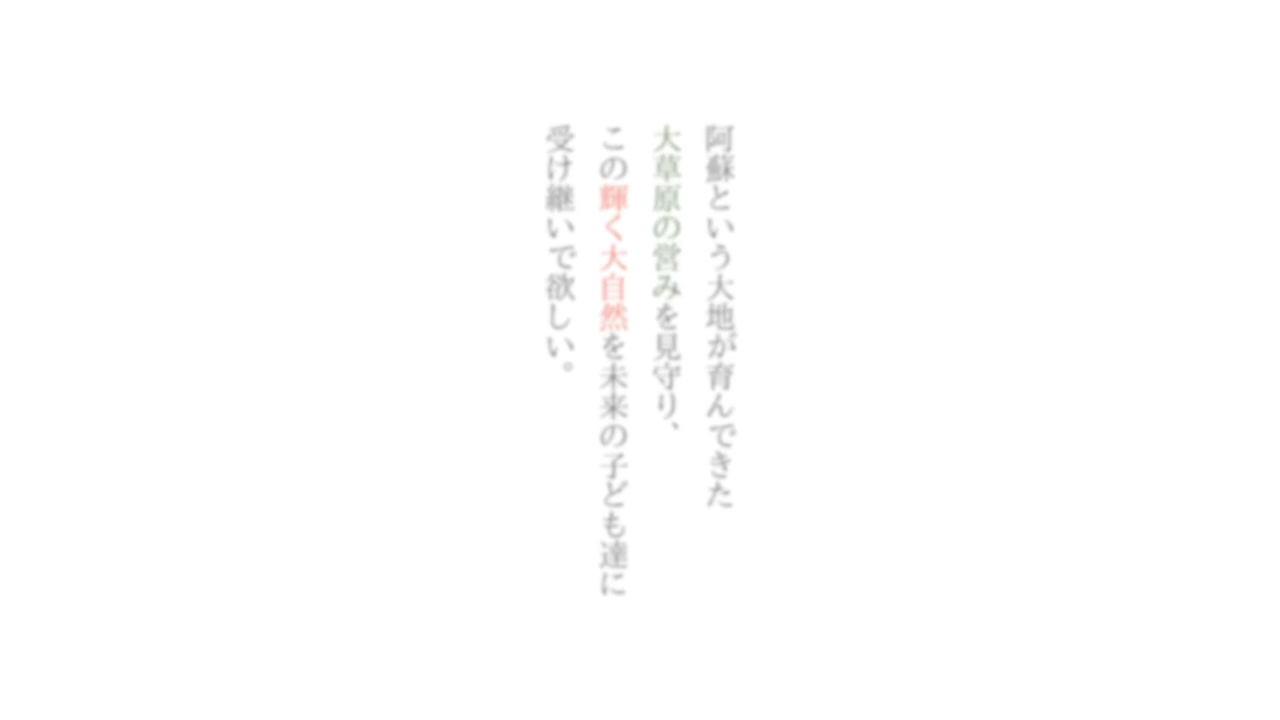 阿蘇という大地が育んできた
大草原の営みを見守り、
この輝く大自然を未来の子ども達に
受け継いで欲しい。